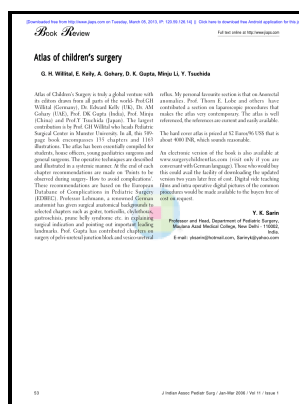 [Downloaded free from http://www.jiaps.com on Tuesday, March 05, 2013, IP: 120.59.126.14] || Click here to download free Android application for this j
Book Review
Full text online at http://www.jiaps.com
Atlas of children's surgery
G. H. Willital, E. Keily, A. Gohary, D. K. Gupta, Minju Li, Y. Tsuchida
Atlas of Children's Surgery is truly a global venture with
its editors drawn from all parts of the world- Prof.GH
Willital (Germany), Dr. Edward Kelly (UK), Dr. AM
Gohary (UAE), Prof. DK Gupta (India), Prof. Minju
(China) and Prof.Y Tsuchida (Japan). The largest
contribution is by Prof. GH Willital who heads Pediatric
Surgical Centre in Munster University. In all, this 599-
page book encompasses 133 chapters and 1163
illustrations. The atlas has been essentially compiled for
students, house officers, young paediatrics surgeons and
general surgeons. The operative techniques are described
and illustrated in a systemic manner. At the end of each
chapter recommendations are made on 'Points to be
observed during surgery- How to avoid complications'.
These recommendations are based on the European
Database of Complications in Pediatric Surgery
(EDBEC). Professor Lehmann, a renowned German
anatomist has given surgical anatomical background to
selected chapters such as goiter, torticollis, chylothorax,
gastroschisis, prune belly syndrome etc. in explaining
surgical indication and pointing out important leading
landmarks. Prof. Gupta has contributed chapters on
surgery of pelvi-ureteral junction block and vesico-ureteral
reflux. My personal favourite section is that on Anorectal
anomalies. Prof. Thom E. Lobe and others have
contributed a section on laparoscopic procedures that
makes the atlas very contemporary. The atlas is well
referenced; the references are current and easily available.
The hard cover atlas is priced at 82 Euros/96 US$ that is
about 4000 INR, which sounds reasonable.
An electronic version of the book is also available at
www.surgerychildatlas.com (visit only if you are
conversant with German language). Those who would buy
this could avail the facility of downloading the updated
version two years later free of cost. Digital role teaching
films and intra operative digital pictures of the common
procedures would be made available to the buyers free of
cost on request.
Y. K. Sarin
Professor and Head, Department of Pediatric Surgery,
Maulana Azad Medical College, New Delhi - 110002,
India.
E-mail: yksarin@hotmail.com, Sarinyk@yahoo.com
53
J Indian Assoc Pediatr Surg / Jan-Mar 2006 / Vol 11 / Issue 1